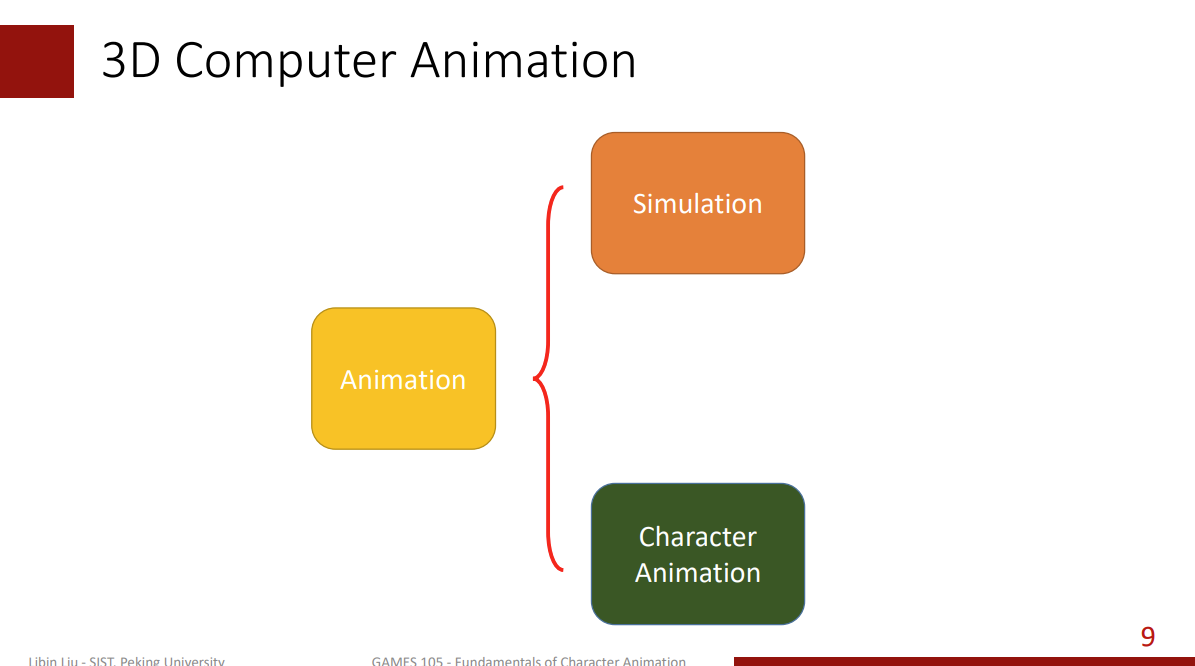 3D Computer Animation
Simulation
Animation
Character
Animation
9
Libin Liu - SIST, Peking University
GAMES 105 - Fundamentals of Character Animation